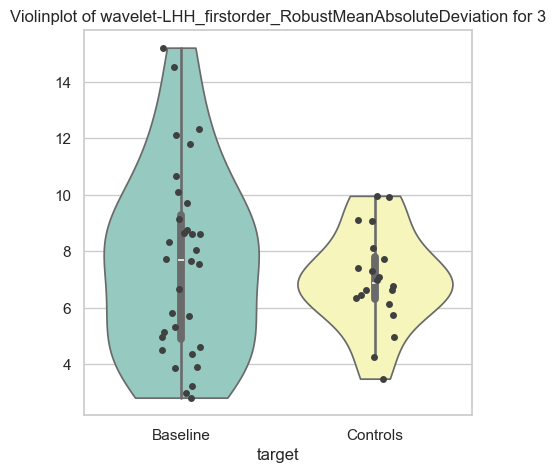 Violinplot of wavelet-LHH_firstorder_RobustMeanAbsoluteDeviation for 3
14
12
10
8
6
4
Baseline
Controls
target